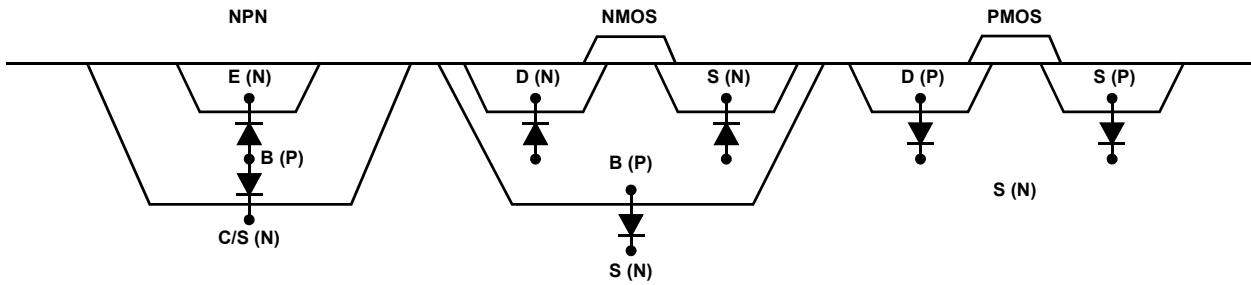 NPN
NMOS
PMOS
E (N)
D (N)
S (N)
D (P)
S (P)
B (P)
B (P)
S (N)
C/S (N)
S (N)